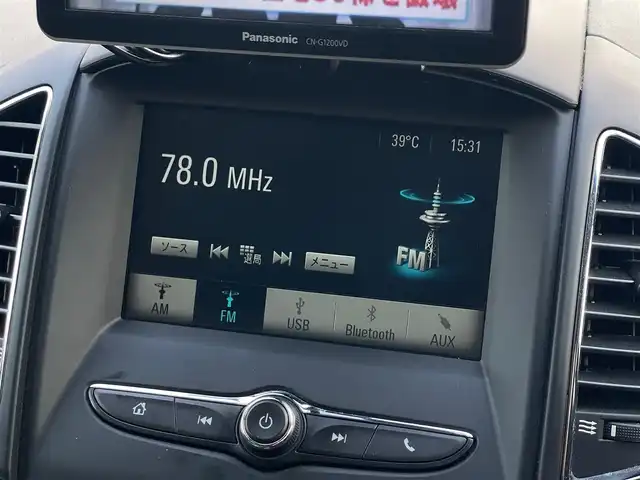 Panasonic CN-G1200VD
39°C 15:31
78.0 MHz
FM
ソース 選局 メニュー
AM FM USB Bluetooth AUX